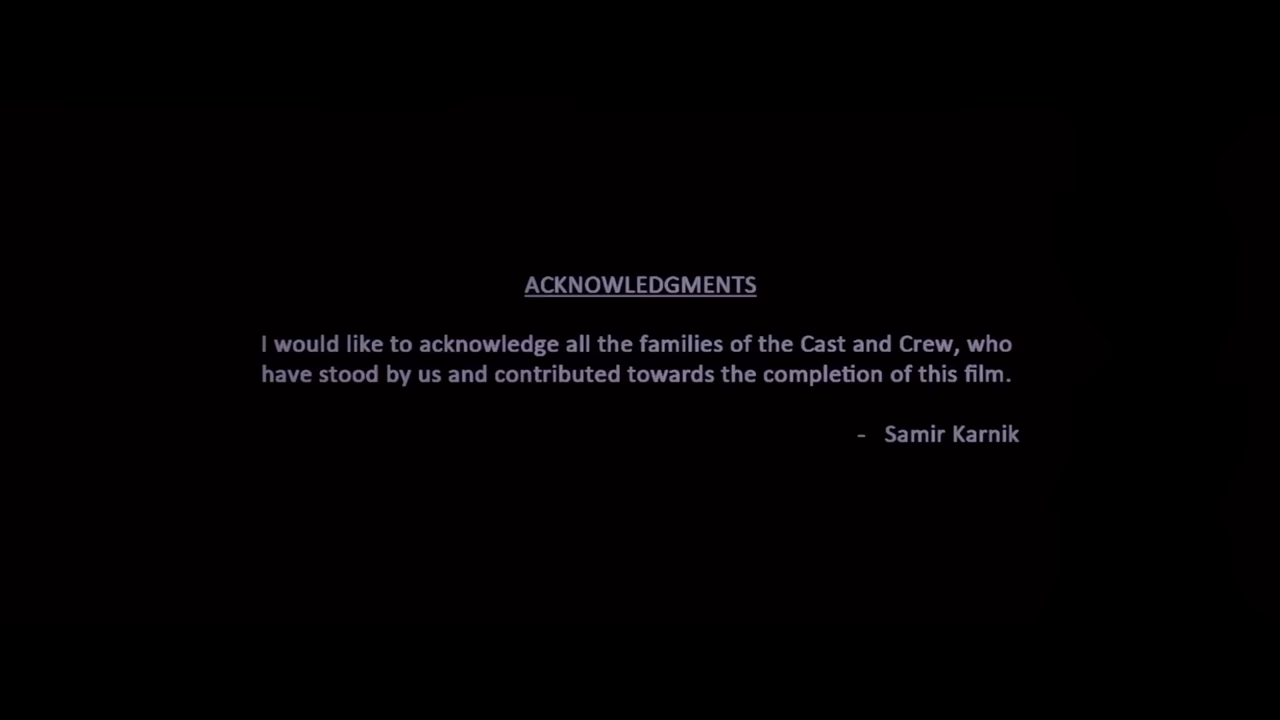 ACKNOWLEDGMENTS
I would like to acknowledge all the families of the Cast and Crew, who
have stood by us and contributed towards the completion of this film.
- Samir Karnik